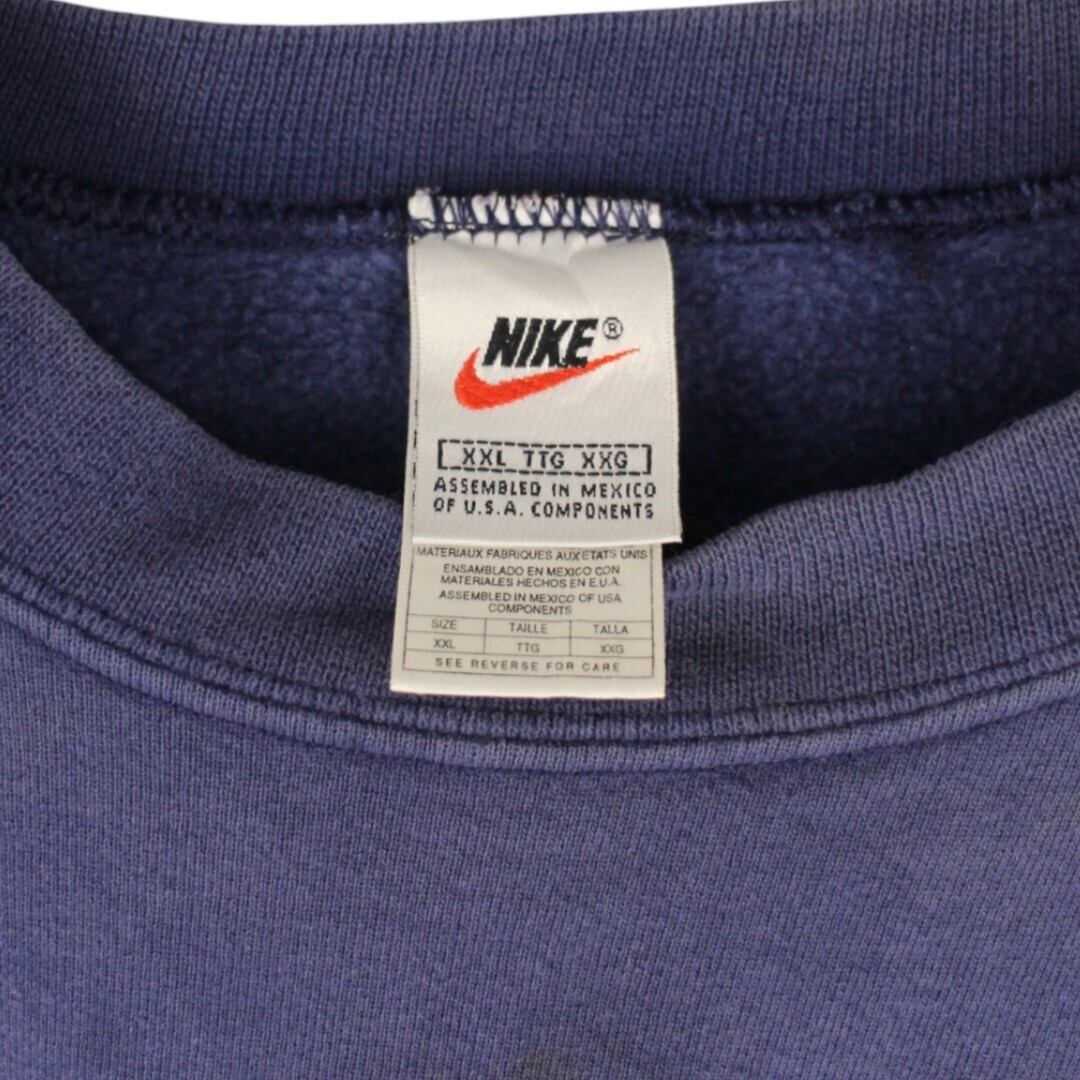 NIKE®
XXL TTG XXG
ASSEMBLED IN MEXICO
OF U.S.A. COMPONENTS
MATERIAUX FABRIQUES AUX ETATS UNIS
ENSAMBLADO EN MEXICO CON
MATERIALES HECHOS EN E.U.A.
ASSEMBLED IN MEXICO OF USA
COMPONENTS
SIZE TAILLE TALLA
XXL TTG XXG
SEE REVERSE FOR CARE